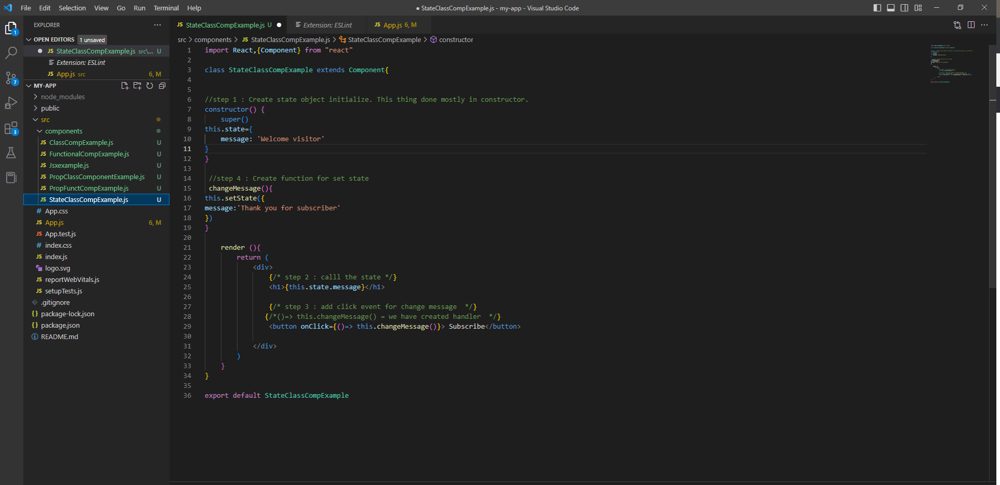 File Edit Selection View Go Run Terminal Help
● StateClassCompExample.js - my-app - Visual Studio Code
EXPLORER
OPEN EDITORS 1 unsaved
JS StateClassCompExample.js src\... U
Extension: ESLint
JS App.js src 6, M
MY-APP
node_modules
public
src
components
JS ClassCompExample.js U
JS FunctionalCompExample.js U
JS Jsxexample.js U
JS PropClassComponentExample.js U
JS PropFunctCompExample.js U
JS StateClassCompExample.js U
# App.css
JS App.js 6, M
JS App.test.js
# index.css
JS index.js
logo.svg
JS reportWebVitals.js
JS setupTests.js
.gitignore
{} package-lock.json
{} package.json
README.md
1
7
3
JS StateClassCompExample.js U ●
Extension: ESLint
JS App.js 6, M
src > components > JS StateClassCompExample.js > StateClassCompExample > constructor
1 import React,{Component} from "react"
2
3 class StateClassCompExample extends Component{
4
5
6 //step 1 : Create state object initialize. This thing done mostly in constructor.
7 constructor() {
8     super()
9 this.state={
10     message: 'Welcome visitor'
11 }
12 }
13
14  //step 4 : Create function for set state
15  changeMessage(){
16 this.setState({
17 message:'Thank you for subscriber'
18 })
19 }
20
21     render (){
22         return (
23             <div>
24                 {/* step 2 : calll the state */}
25                 <h1>{this.state.message}</h1>
26
27                 {/* step 3 : add click event for change message  */}
28                {/*()=> this.changeMessage() = we have created handler  */}
29                 <button onClick={()=> this.changeMessage()}> Subscribe</button>
30
31             </div>
32         )
33     }
34 }
35
36 export default StateClassCompExample